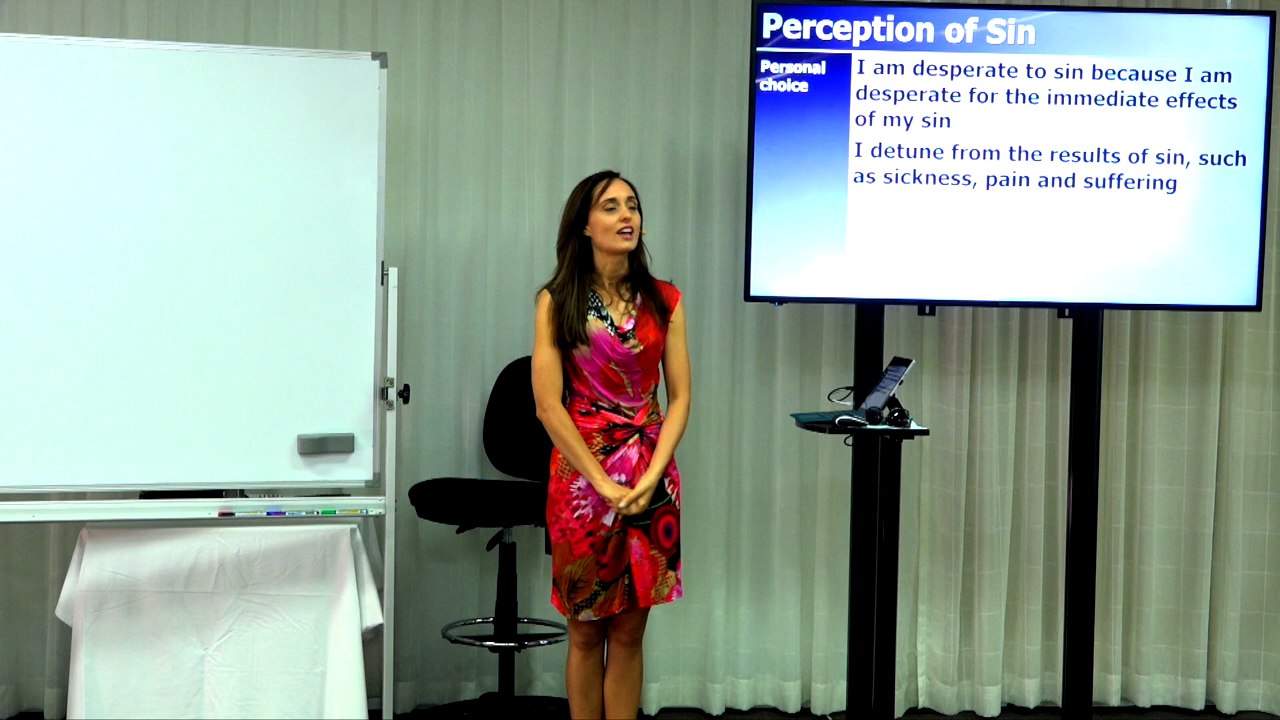 Perception of Sin
Personal
choice
I am desperate to sin because I am
desperate for the immediate effects
of my sin
I detune from the results of sin, such
as sickness, pain and suffering